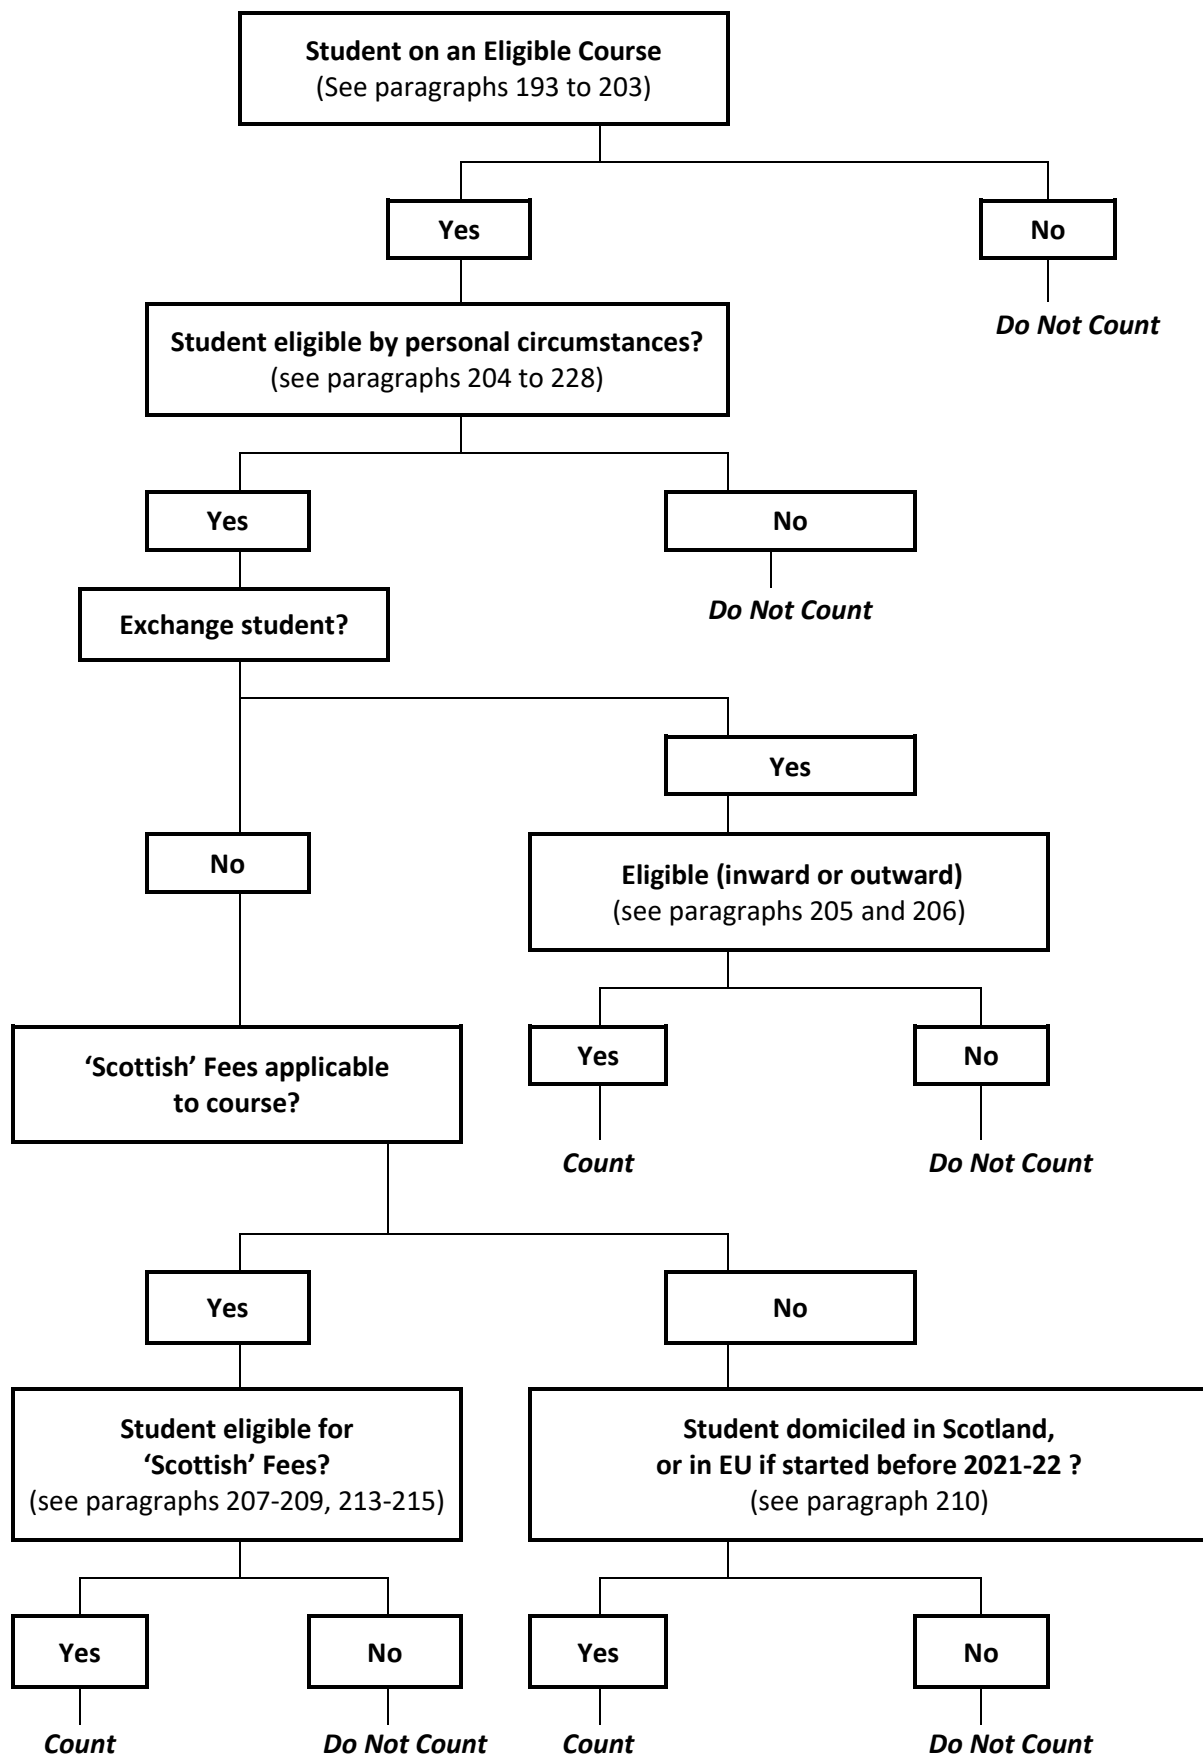 Student on an Eligible Course
(See paragraphs 193 to 203)
Yes
No
Do Not Count
Student eligible by personal circumstances?
(see paragraphs 204 to 228)
Yes
No
Do Not Count
Exchange student?
Yes
No
Eligible (inward or outward)
(see paragraphs 205 and 206)
Yes
No
Count
Do Not Count
‘Scottish’ Fees applicable
to course?
Yes
No
Student eligible for
‘Scottish’ Fees?
(see paragraphs 207-209, 213-215)
Student domiciled in Scotland,
or in EU if started before 2021-22 ?
(see paragraph 210)
Yes
No
Yes
No
Count
Do Not Count
Count
Do Not Count